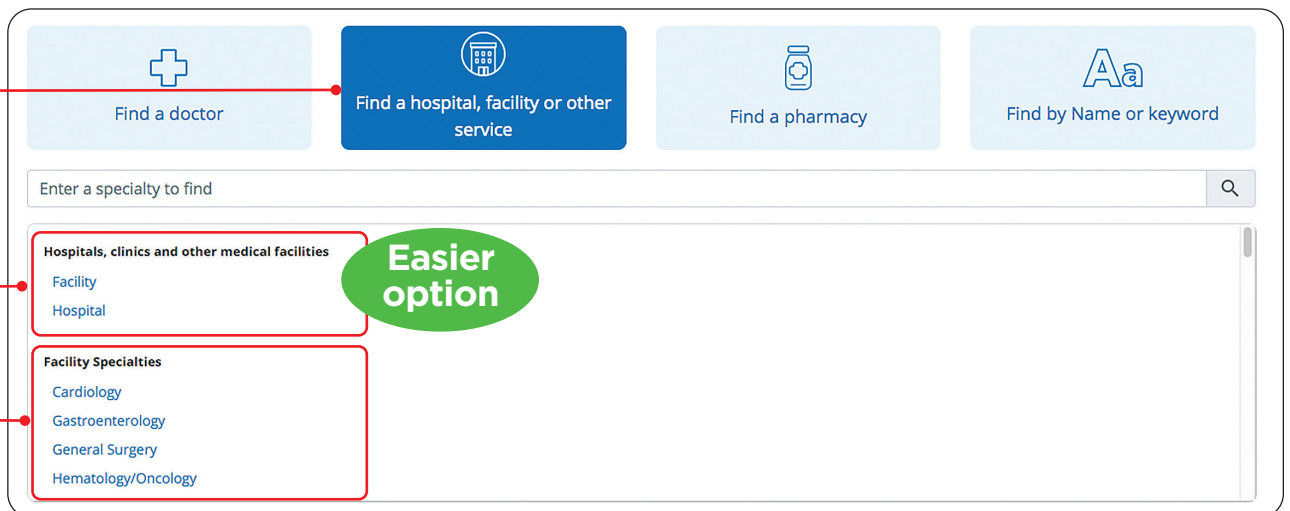 Find a doctor
Find a hospital, facility or other
service
Find a pharmacy
Aa
Find by Name or keyword
Enter a specialty to find
Hospitals, clinics and other medical facilities
Facility
Hospital
Easier
option
Facility Specialties
Cardiology
Gastroenterology
General Surgery
Hematology/Oncology